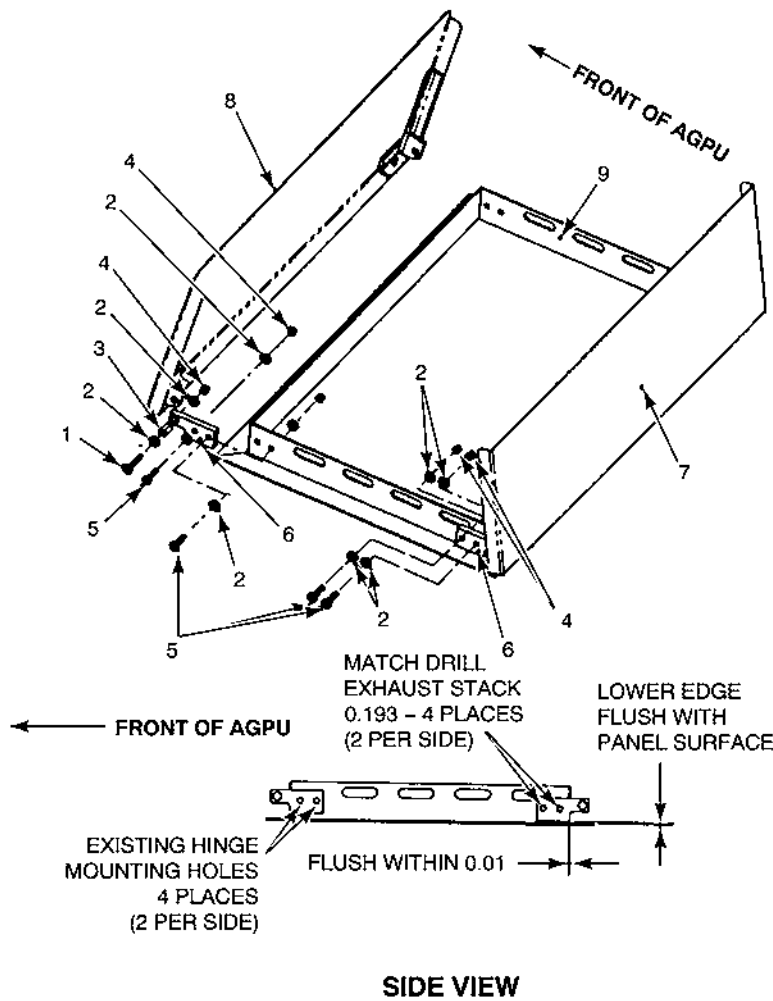 FRONT OF AGPU
8
4
9
2
4
2
3
2
2
1
7
5
6
2
2
4
6
5
MATCH DRILL
EXHAUST STACK
0.193 – 4 PLACES
(2 PER SIDE)
LOWER EDGE
FLUSH WITH
PANEL SURFACE
FRONT OF AGPU
EXISTING HINGE
MOUNTING HOLES
4 PLACES
(2 PER SIDE)
FLUSH WITHIN 0.01
SIDE VIEW